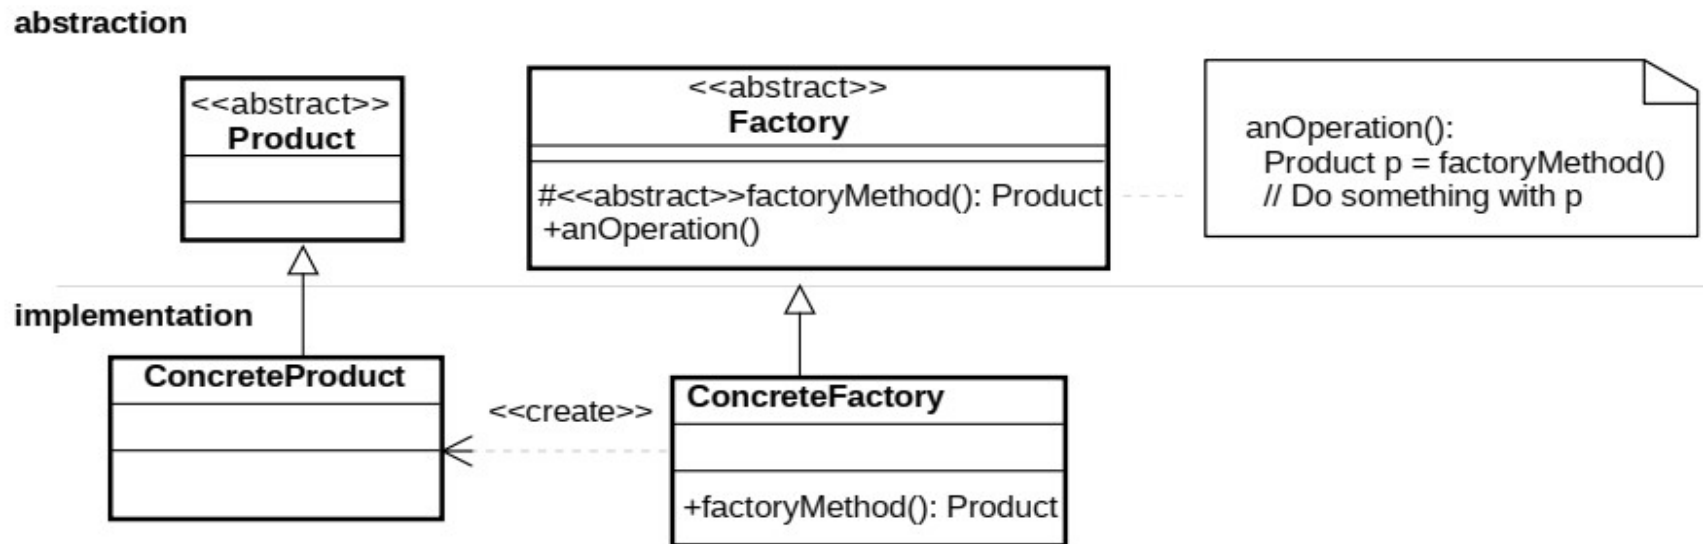 abstraction
<<abstract>>
Product
<<abstract>>
Factory
#<<abstract>>factoryMethod(): Product
+anOperation()
anOperation():
Product p = factoryMethod()
// Do something with p
implementation
ConcreteProduct
<<create>>
ConcreteFactory
+factoryMethod(): Product